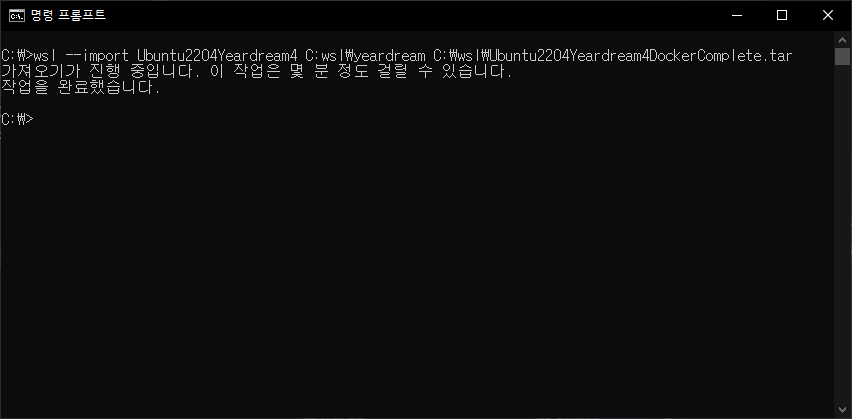 명령 프롬프트
C:\>wsl --import Ubuntu2204Yeardream4 C:wsl\yeardream C:\wsl\Ubuntu2204Yeardream4DockerComplete.tar
가져오기가 진행 중입니다. 이 작업은 몇 분 정도 걸릴 수 있습니다.
작업을 완료했습니다.
C:\>